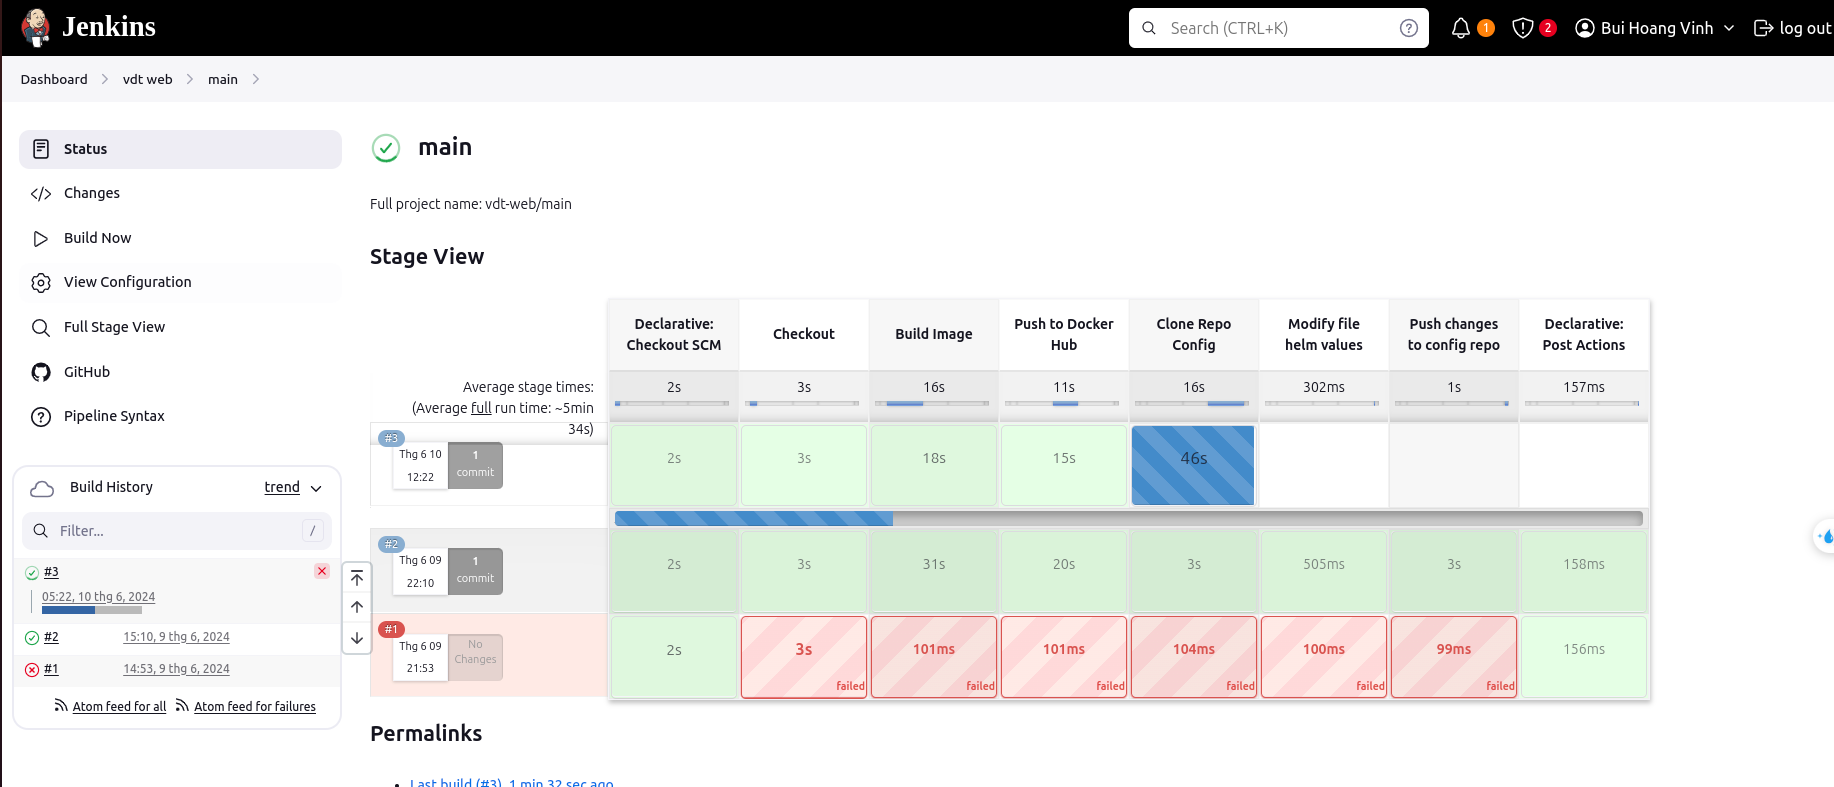 Jenkins
Search (CTRL+K)
1
2
Bui Hoang Vinh
log out
Dashboard
vdt web
main
Status
Changes
Build Now
View Configuration
Full Stage View
GitHub
Pipeline Syntax
Build History
trend
Filter...
/
#3
05:22, 10 thg 6, 2024
#2
15:10, 9 thg 6, 2024
#1
14:53, 9 thg 6, 2024
Atom feed for all
Atom feed for failures
main
Full project name: vdt-web/main
Stage View
Declarative: Checkout SCM
Checkout
Build Image
Push to Docker Hub
Clone Repo Config
Modify file helm values
Push changes to config repo
Declarative: Post Actions
Average stage times:
(Average full run time: ~5min
34s)
2s
3s
16s
11s
16s
302ms
1s
157ms
#3
Thg 6 10
12:22
1
commit
2s
3s
18s
15s
46s
#2
Thg 6 09
22:10
1
commit
2s
3s
31s
20s
3s
505ms
3s
158ms
#1
Thg 6 09
21:53
No
Changes
2s
3s
failed
101ms
failed
101ms
failed
104ms
failed
100ms
failed
99ms
failed
156ms
Permalinks
Last build (#3), 1 min 32 sec ago